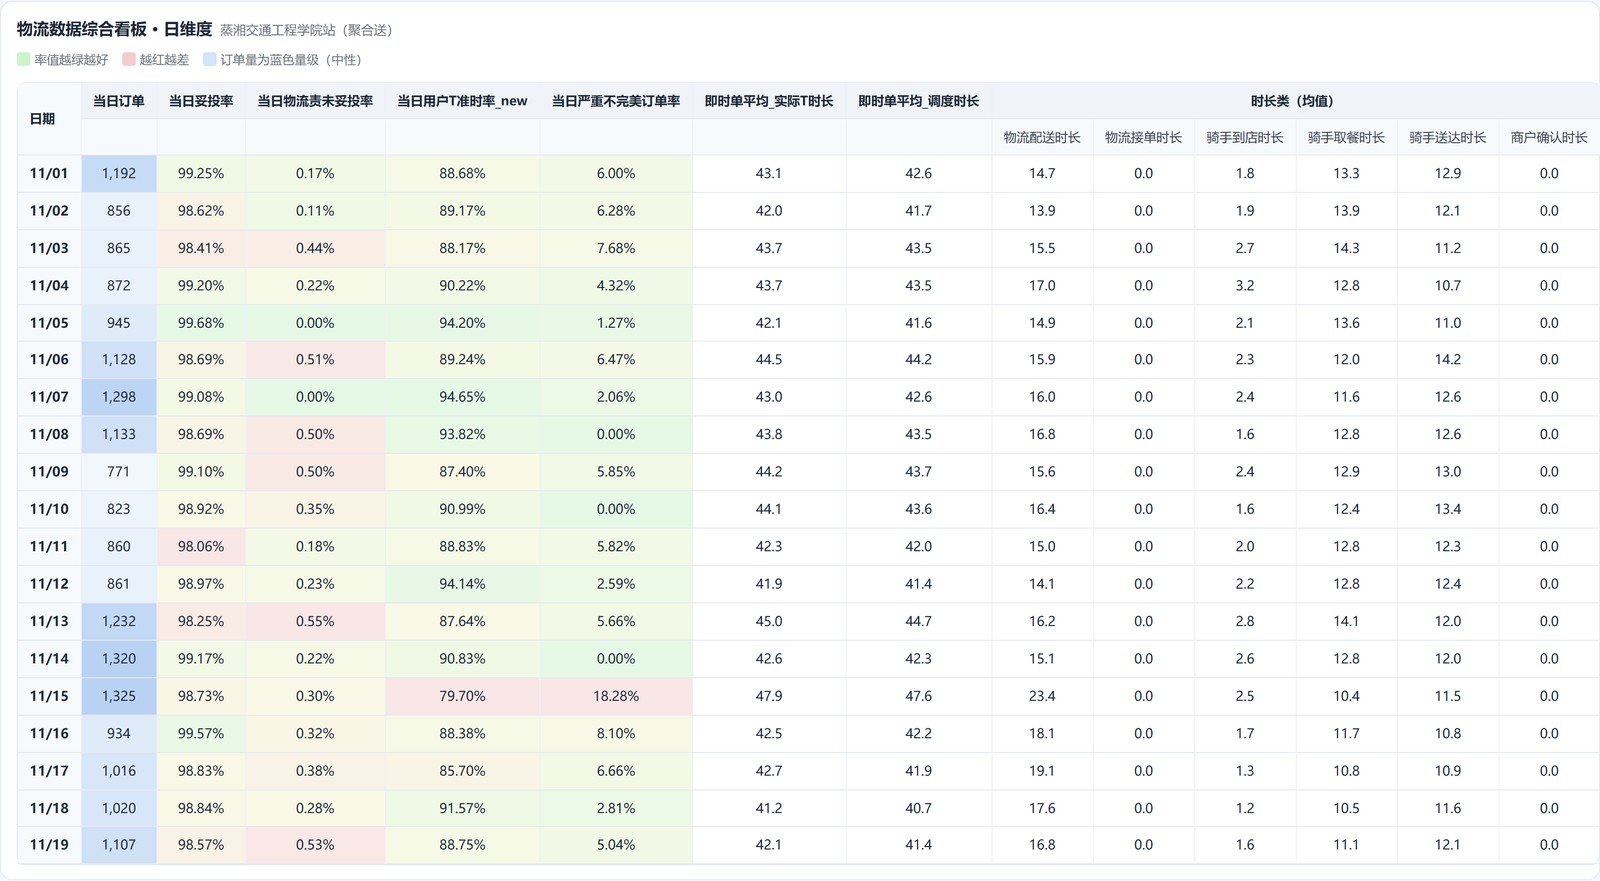 物流数据综合看板 • 日维度 蒸湘交通工程学院站（聚合送）
率值越绿越好 越红越差 订单量为蓝色量级（中性）
日期 当日订单 当日妥投率 当日物流责未妥投率 当日用户T准时率_new 当日严重不完美订单率 即时单平均_实际T时长 即时单平均_调度时长 时长类（均值）
物流配送时长 物流接单时长 骑手到店时长 骑手取餐时长 骑手送达时长 商户确认时长
11/01 1,192 99.25% 0.17% 88.68% 6.00% 43.1 42.6 14.7 0.0 1.8 13.3 12.9 0.0
11/02 856 98.62% 0.11% 89.17% 6.28% 42.0 41.7 13.9 0.0 1.9 13.9 12.1 0.0
11/03 865 98.41% 0.44% 88.17% 7.68% 43.7 43.5 15.5 0.0 2.7 14.3 11.2 0.0
11/04 872 99.20% 0.22% 90.22% 4.32% 43.7 43.5 17.0 0.0 3.2 12.8 10.7 0.0
11/05 945 99.68% 0.00% 94.20% 1.27% 42.1 41.6 14.9 0.0 2.1 13.6 11.0 0.0
11/06 1,128 98.69% 0.51% 89.24% 6.47% 44.5 44.2 15.9 0.0 2.3 12.0 14.2 0.0
11/07 1,298 99.08% 0.00% 94.65% 2.06% 43.0 42.6 16.0 0.0 2.4 11.6 12.6 0.0
11/08 1,133 98.69% 0.50% 93.82% 0.00% 43.8 43.5 16.8 0.0 1.6 12.8 12.6 0.0
11/09 771 99.10% 0.50% 87.40% 5.85% 44.2 43.7 15.6 0.0 2.4 12.9 13.0 0.0
11/10 823 98.92% 0.35% 90.99% 0.00% 44.1 43.6 16.4 0.0 1.6 12.4 13.4 0.0
11/11 860 98.06% 0.18% 88.83% 5.82% 42.3 42.0 15.0 0.0 2.0 12.8 12.3 0.0
11/12 861 98.97% 0.23% 94.14% 2.59% 41.9 41.4 14.1 0.0 2.2 12.8 12.4 0.0
11/13 1,232 98.25% 0.55% 87.64% 5.66% 45.0 44.7 16.2 0.0 2.8 14.1 12.0 0.0
11/14 1,320 99.17% 0.22% 90.83% 0.00% 42.6 42.3 15.1 0.0 2.6 12.8 12.0 0.0
11/15 1,325 98.73% 0.30% 79.70% 18.28% 47.9 47.6 23.4 0.0 2.5 10.4 11.5 0.0
11/16 934 99.57% 0.32% 88.38% 8.10% 42.5 42.2 18.1 0.0 1.7 11.7 10.8 0.0
11/17 1,016 98.83% 0.38% 85.70% 6.66% 42.7 41.9 19.1 0.0 1.3 10.8 10.9 0.0
11/18 1,020 98.84% 0.28% 91.57% 2.81% 41.2 40.7 17.6 0.0 1.2 10.5 11.6 0.0
11/19 1,107 98.57% 0.53% 88.75% 5.04% 42.1 41.4 16.8 0.0 1.6 11.1 12.1 0.0